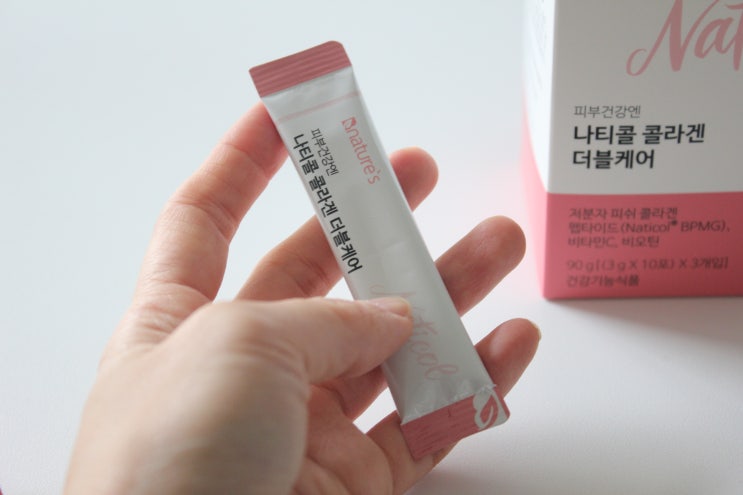 nature's
피부건강엔
나티콜 콜라겐 더블케어
Naticol
피부건강엔
나티콜 콜라겐
더블케어
저분자 피쉬 콜라겐
펩타이드(Naticol® BPMG),
비타민C, 비오틴
90 g [(3 g X 10포) X 3개입]
건강기능식품